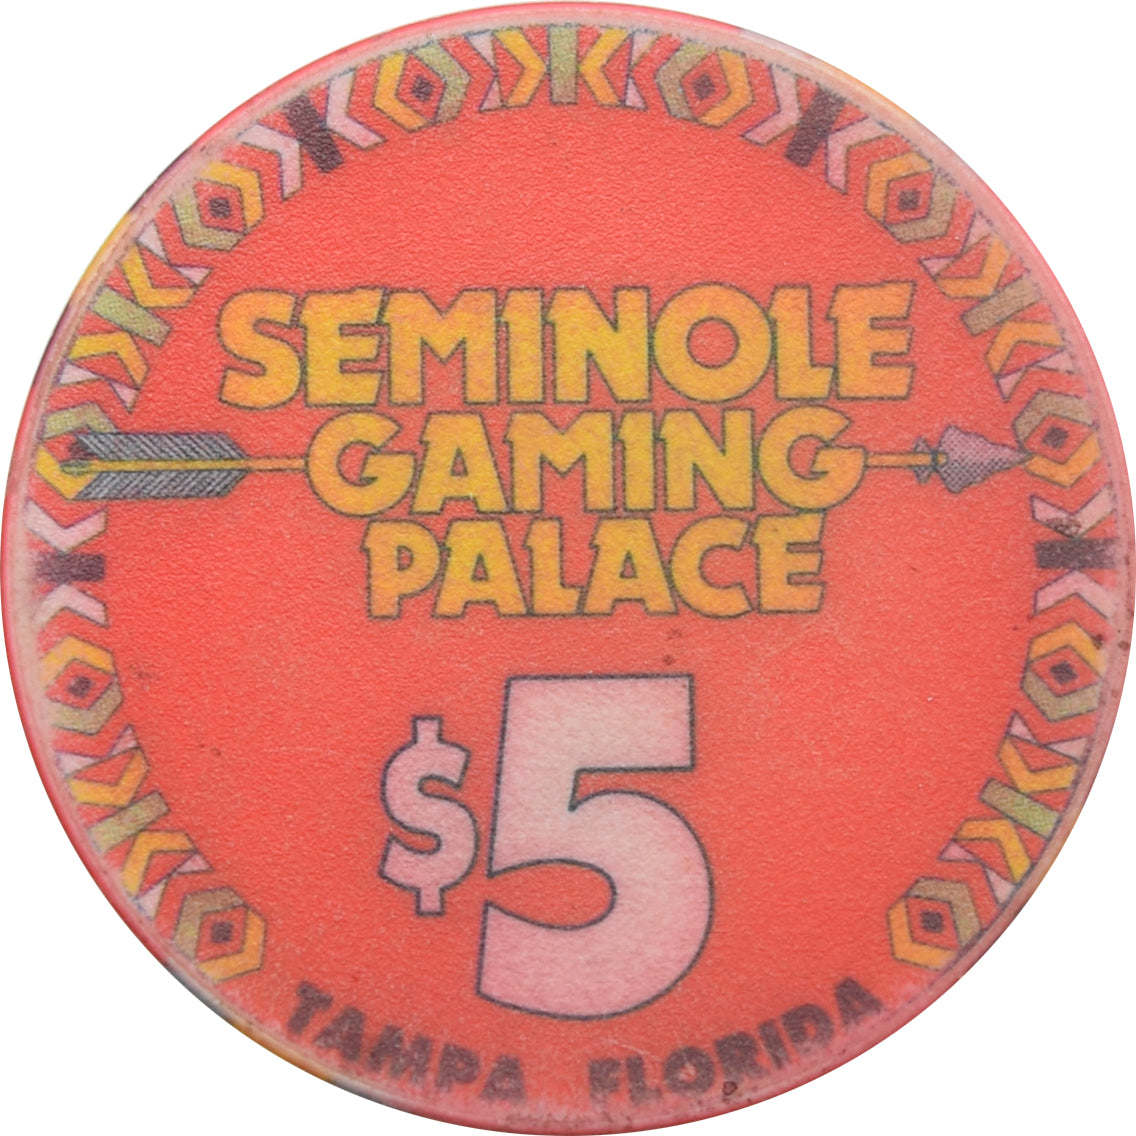 SEMINOLE
GAMING
PALACE
$5
TAMPA FLORIDA